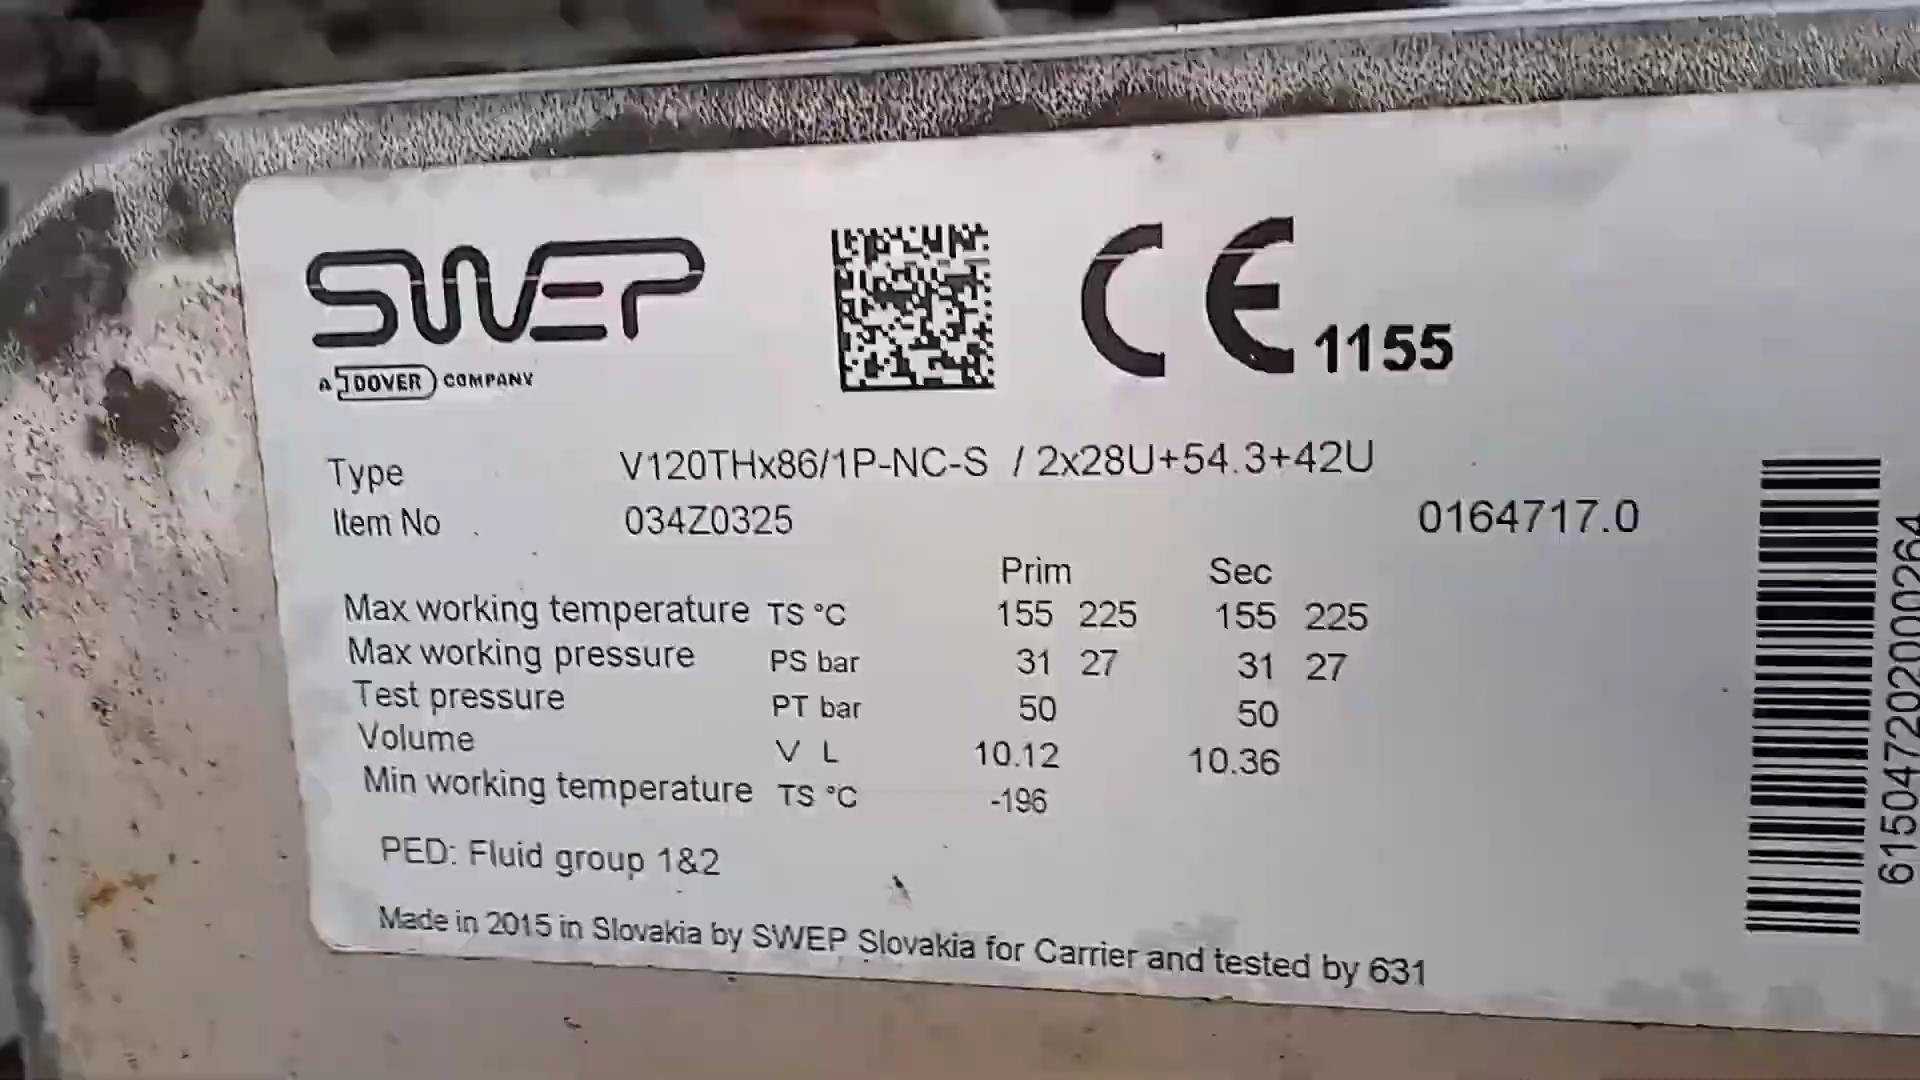 SWEP
A DOVER COMPANY
CE 1155
Type V120THx86/1P-NC-S / 2x28U+54.3+42U
Item No 034Z0325 0164717.0
Prim Sec
Max working temperature TS °C 155 225 155 225
Max working pressure PS bar 31 27 31 27
Test pressure PT bar 50 50
Volume V L 10.12 10.36
Min working temperature TS °C -196
PED: Fluid group 1&2
Made in 2015 in Slovakia by SWEP Slovakia for Carrier and tested by 631
615047202000264